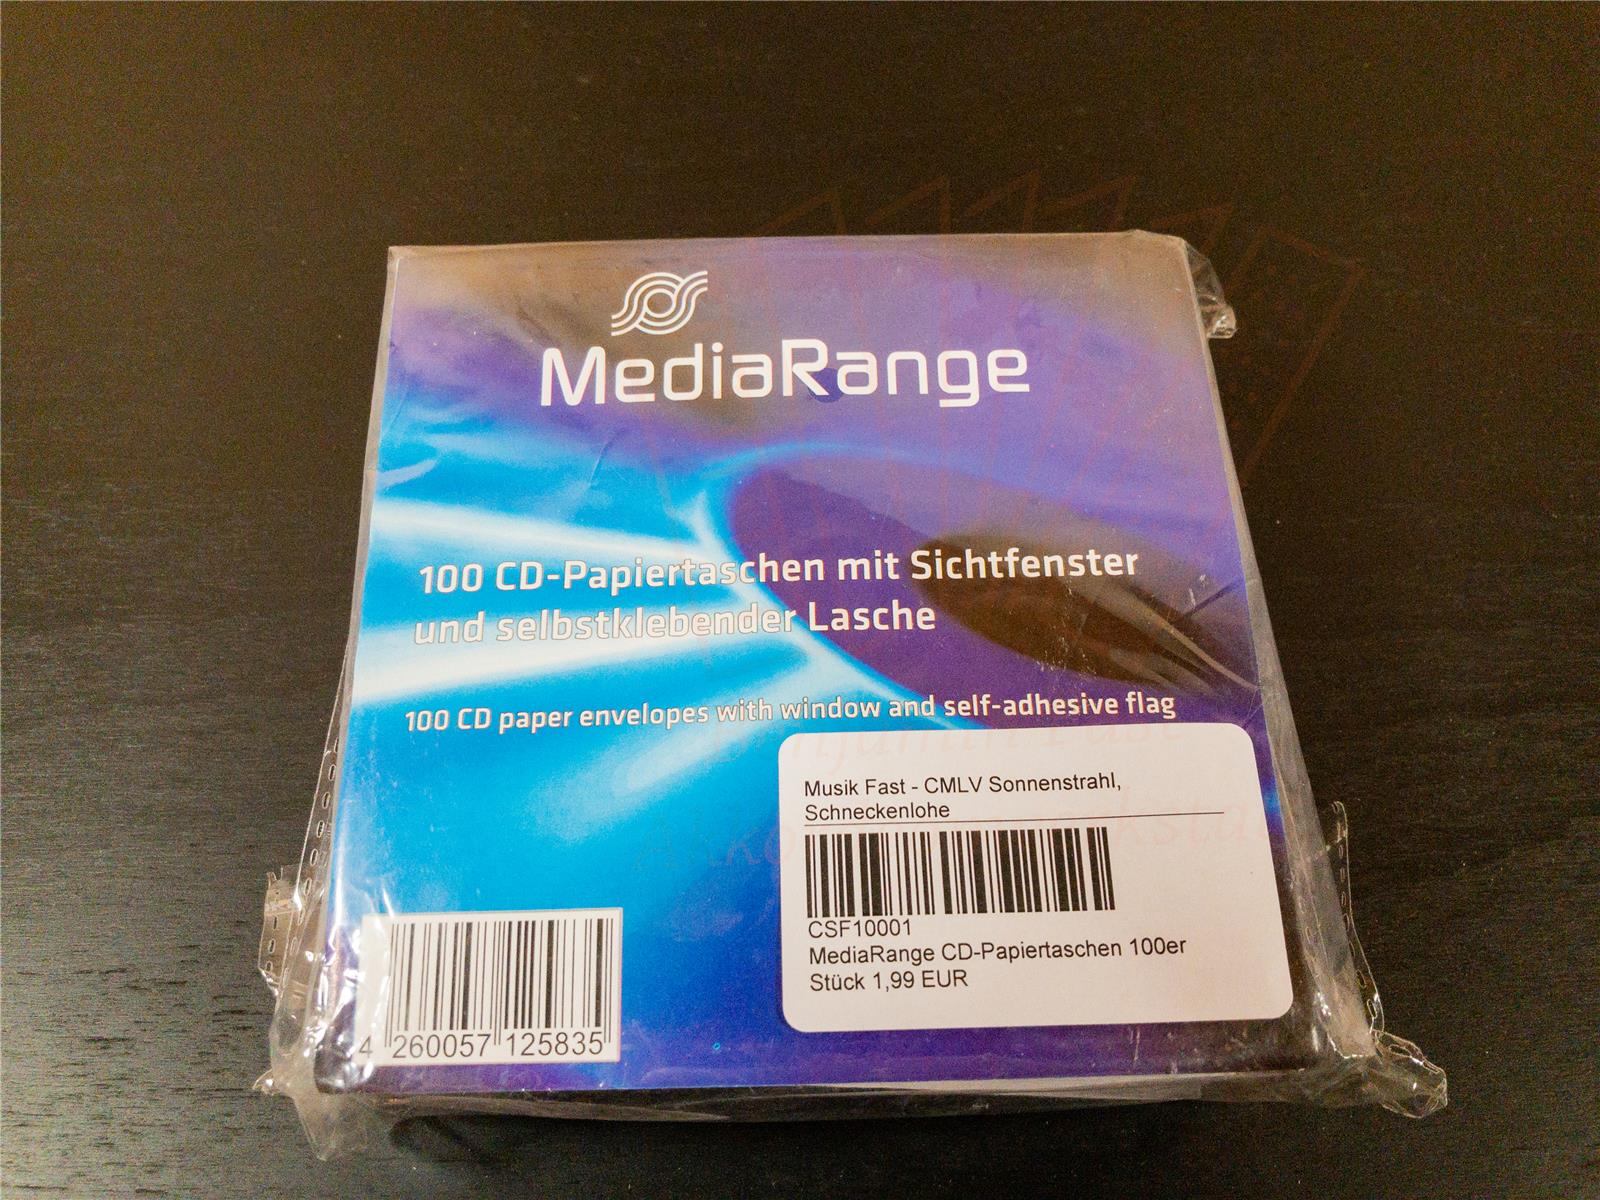 MediaRange
100 CD-Papiertaschen mit Sichtfenster
und selbstklebender Lasche
100 CD paper envelopes with window and self-adhesive flag
Musik Fast - CMLV Sonnenstrahl,
Schneckenlohe
CSF10001
MediaRange CD-Papiertaschen 100er
Stück 1,99 EUR
4 260057 125835